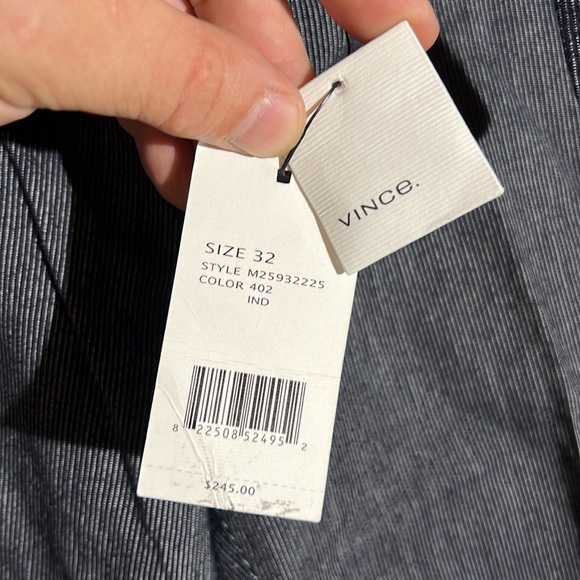 VINCe.
SIZE 32
STYLE M25932225
COLOR 402
IND
8 22508 52495 2
$245.00